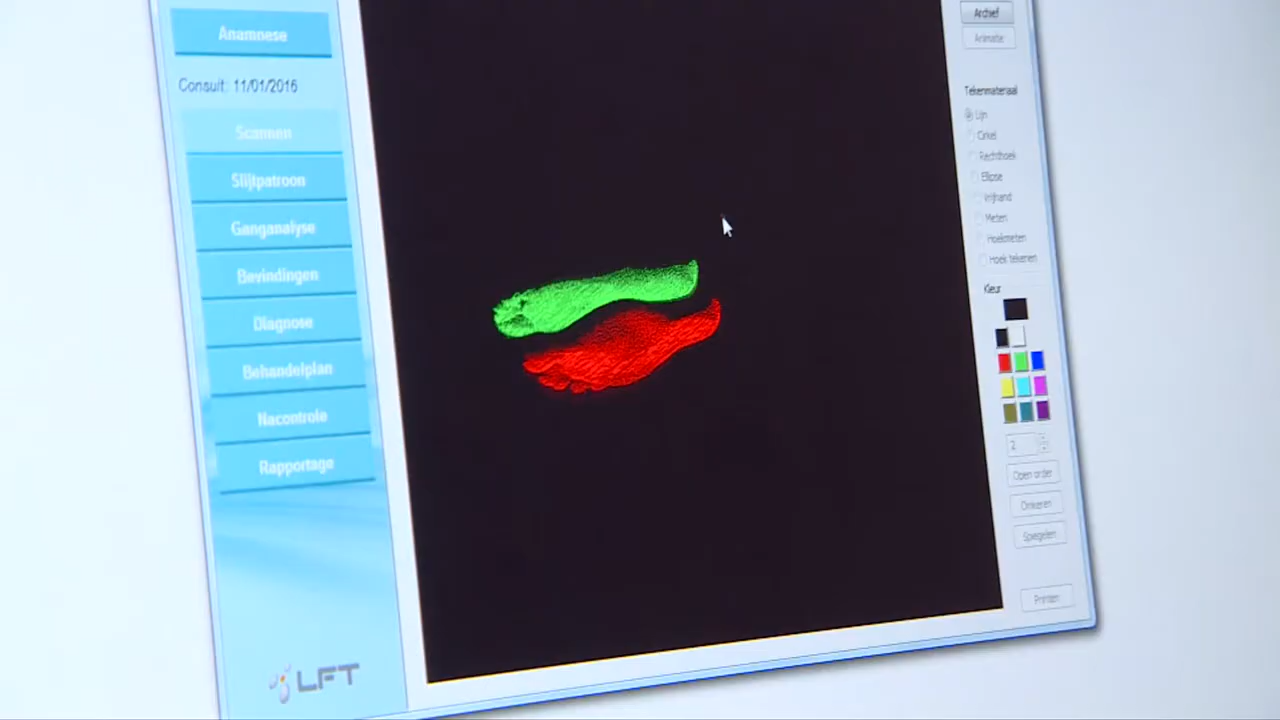 Anamnese
Consult: 11/01/2016
Scannen
Slijtpatroon
Ganganalyse
Bevindingen
Diagnose
Behandelplan
Nacontrole
Rapportage
LFT
Archief
Animatie
Tekenmateriaal
Lijn
Cirkel
Rechthoek
Ellipse
Vrijhand
Meten
Hoekmeten
Hoek tekenen
Kleur
2
Open order
Omkeren
Spiegelen
Printen